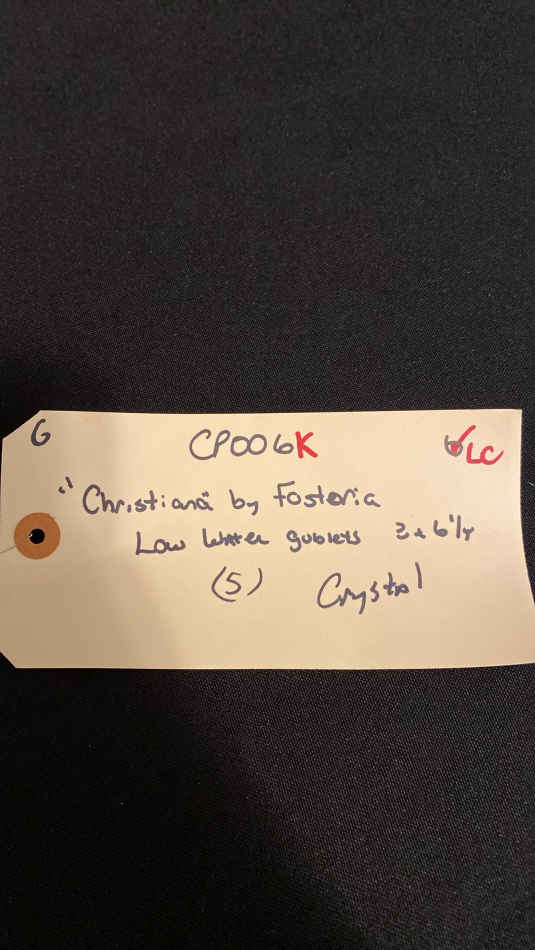 G CP006K LC
"Christiana" by Fostoria
Low Water goblets 3 x 6 1/4
(5) Crystal